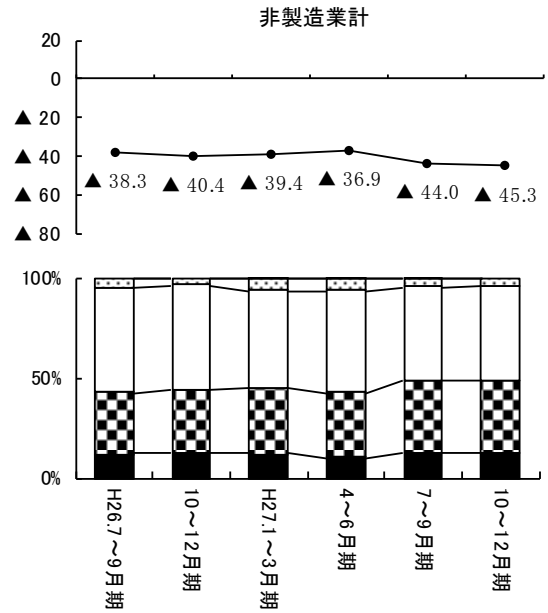 非製造業計
20
0
▲ 20
▲ 40
▲ 60
▲ 80
▲ 38.3
▲ 40.4
▲ 39.4
▲ 36.9
▲ 44.0
▲ 45.3
100%
50%
0%
H26.7～9月期
10～12月期
H27.1～3月期
4～6月期
7～9月期
10～12月期